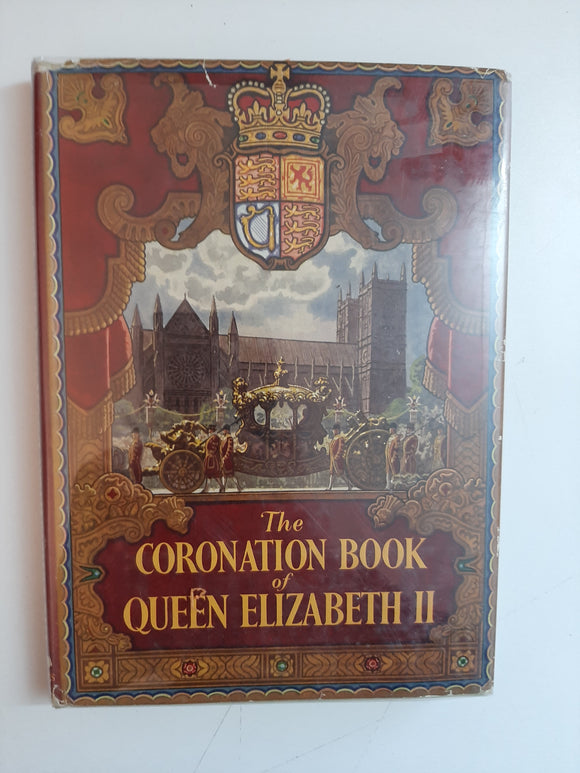 The
CORONATION BOOK
of
QUEEN ELIZABETH II